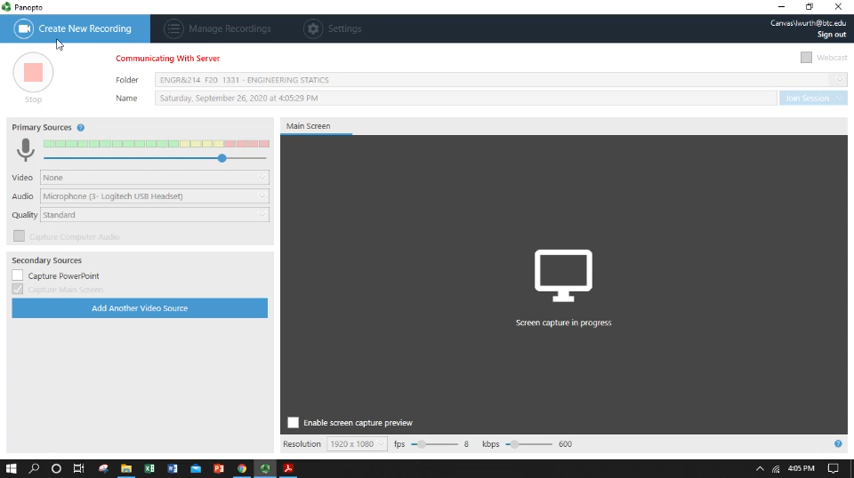 Panopto
Create New Recording
Manage Recordings
Settings
Canvas\lwurth@btc.edu
Sign out
Stop
Communicating With Server
Webcast
Folder
ENGR&214 F20 1331 - ENGINEERING STATICS
Name
Saturday, September 26, 2020 at 4:05:29 PM
Join Session
Primary Sources
Video
None
Audio
Microphone (3- Logitech USB Headset)
Quality
Standard
Capture Computer Audio
Secondary Sources
Capture PowerPoint
Capture Main Screen
Add Another Video Source
Main Screen
Screen capture in progress
Enable screen capture preview
Resolution 1920 x 1080 fps 8 kbps 600
4:05 PM